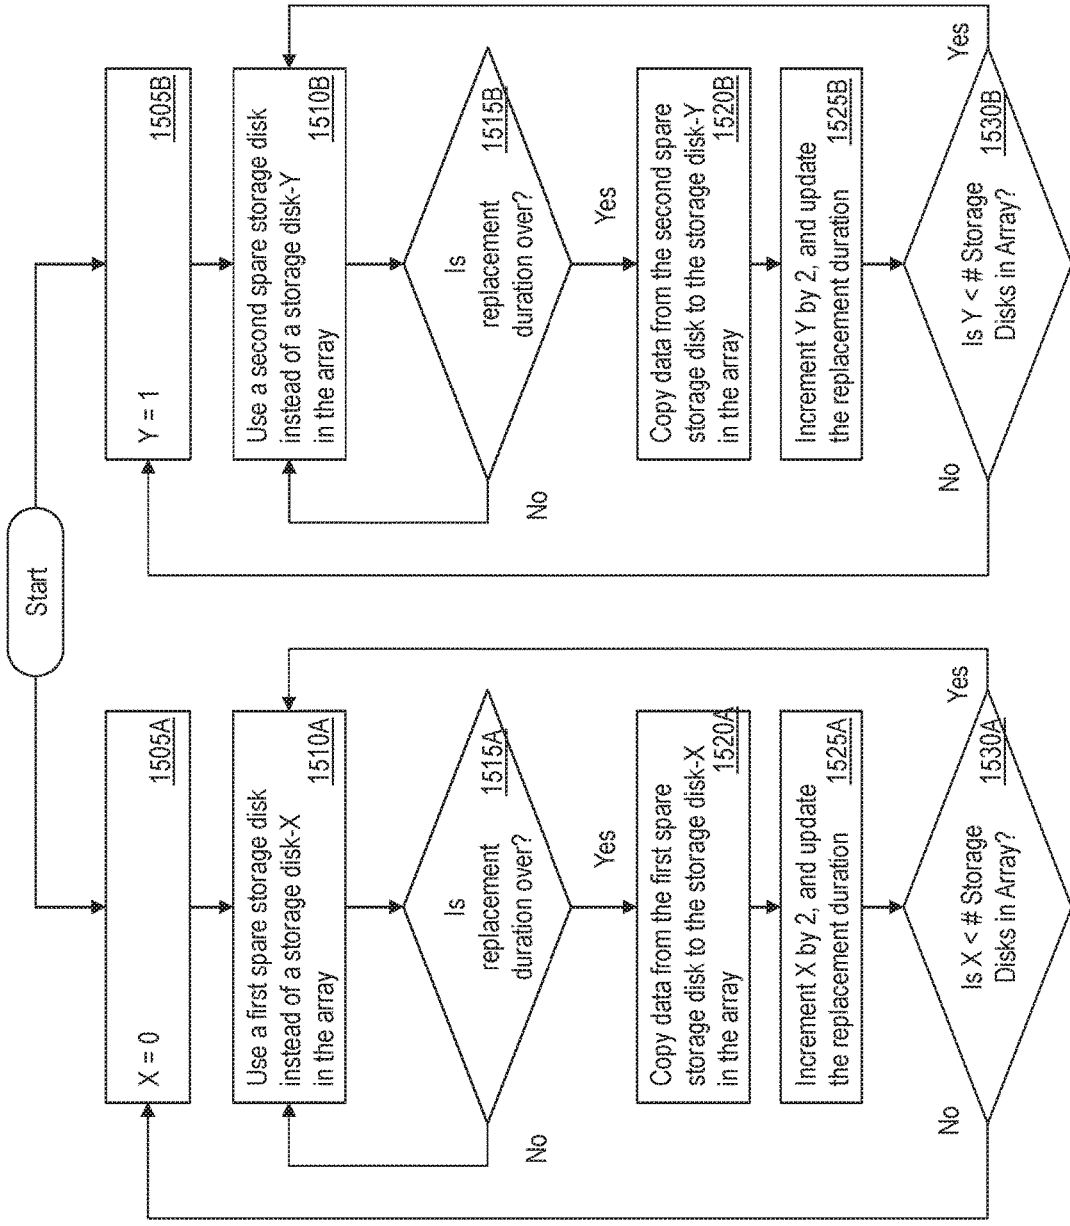 Start
X = 0
1505A
Use a first spare storage disk
instead of a storage disk-X
in the array
1510A
Is
replacement
duration over?
1515A
No
Yes
Copy data from the first spare
storage disk to the storage disk-X
in the array
1520A
Increment X by 2, and update
the replacement duration
1525A
Is X < # Storage
Disks in Array?
1530A
No
Yes
Y = 1
1505B
Use a second spare storage disk
instead of a storage disk-Y
in the array
1510B
Is
replacement
duration over?
1515B
No
Yes
Copy data from the second spare
storage disk to the storage disk-Y
in the array
1520B
Increment Y by 2, and update
the replacement duration
1525B
Is Y < # Storage
Disks in Array?
1530B
No
Yes